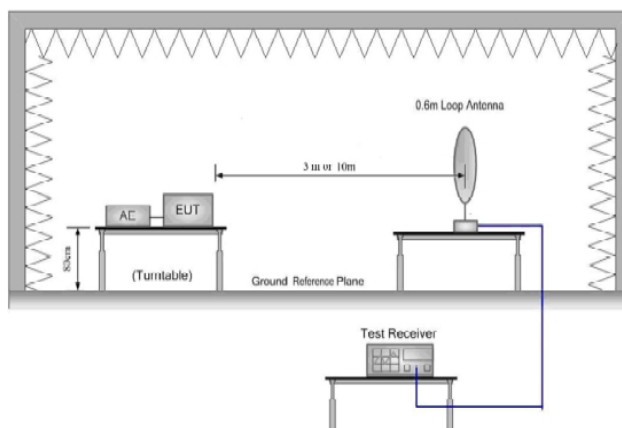 0.6m Loop Antenna
3 m or 10m
AE
EUT
80cm
(Turntable)
Ground Reference Plane
Test Receiver